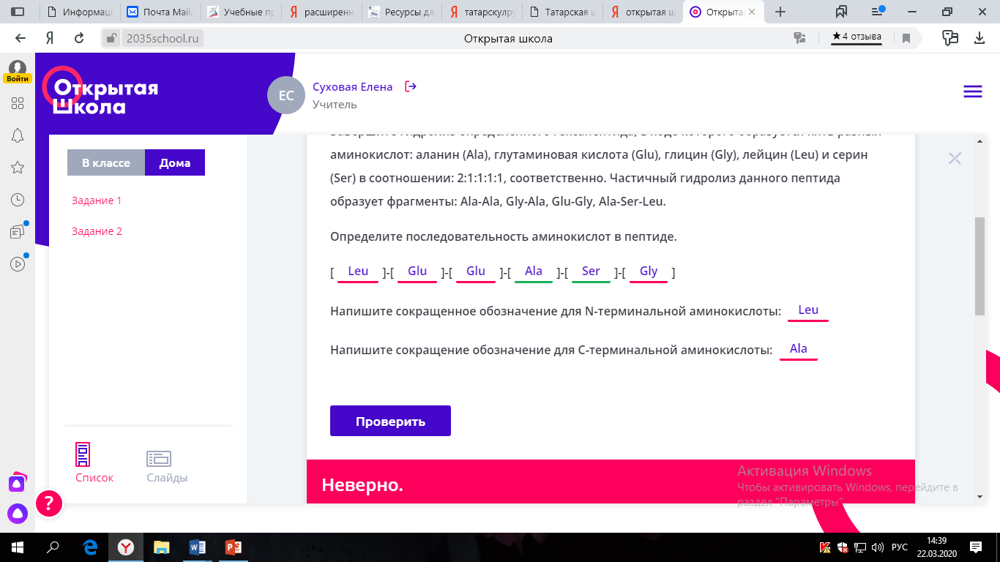 Информаци
Почта Mail.
Учебные пр
расширенн
Ресурсы дл
татарскулру
Татарская ш
открытая ш
Открытая
2035school.ru
Открытая школа
★4 отзыва
Войти
Открытая
Школа
ЕС
Суховая Елена
Учитель
В классе
Дома
Задание 1
Задание 2
Список
Слайды
аминокислот: аланин (Ala), глутаминовая кислота (Glu), глицин (Gly), лейцин (Leu) и серин
(Ser) в соотношении: 2:1:1:1:1, соответственно. Частичный гидролиз данного пептида
образует фрагменты: Ala-Ala, Gly-Ala, Glu-Gly, Ala-Ser-Leu.
Определите последовательность аминокислот в пептиде.
[ Leu ]-[ Glu ]-[ Glu ]-[ Ala ]-[ Ser ]-[ Gly ]
Напишите сокращенное обозначение для N-терминальной аминокислоты: Leu
Напишите сокращение обозначение для C-терминальной аминокислоты: Ala
Проверить
Неверно.
Активация Windows
Чтобы активировать Windows, перейдите в
раздел "Параметры".
?
РУС
14:39
22.03.2020